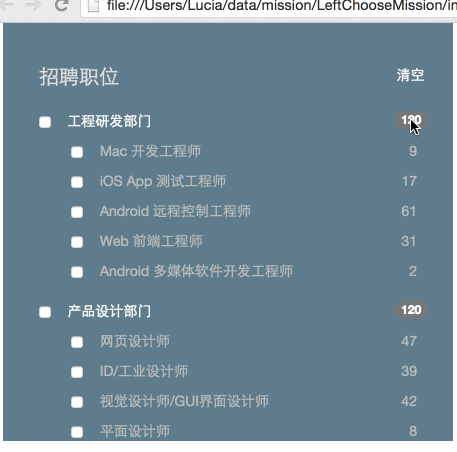 file:///Users/Lucia/data/mission/LeftChooseMission/in
招聘职位 清空
工程研发部门
Mac 开发工程师 9
iOS App 测试工程师 17
Android 远程控制工程师 61
Web 前端工程师 31
Android 多媒体软件开发工程师 2
产品设计部门 120
网页设计师 47
ID/工业设计师 39
视觉设计师/GUI界面设计师 42
平面设计师 8